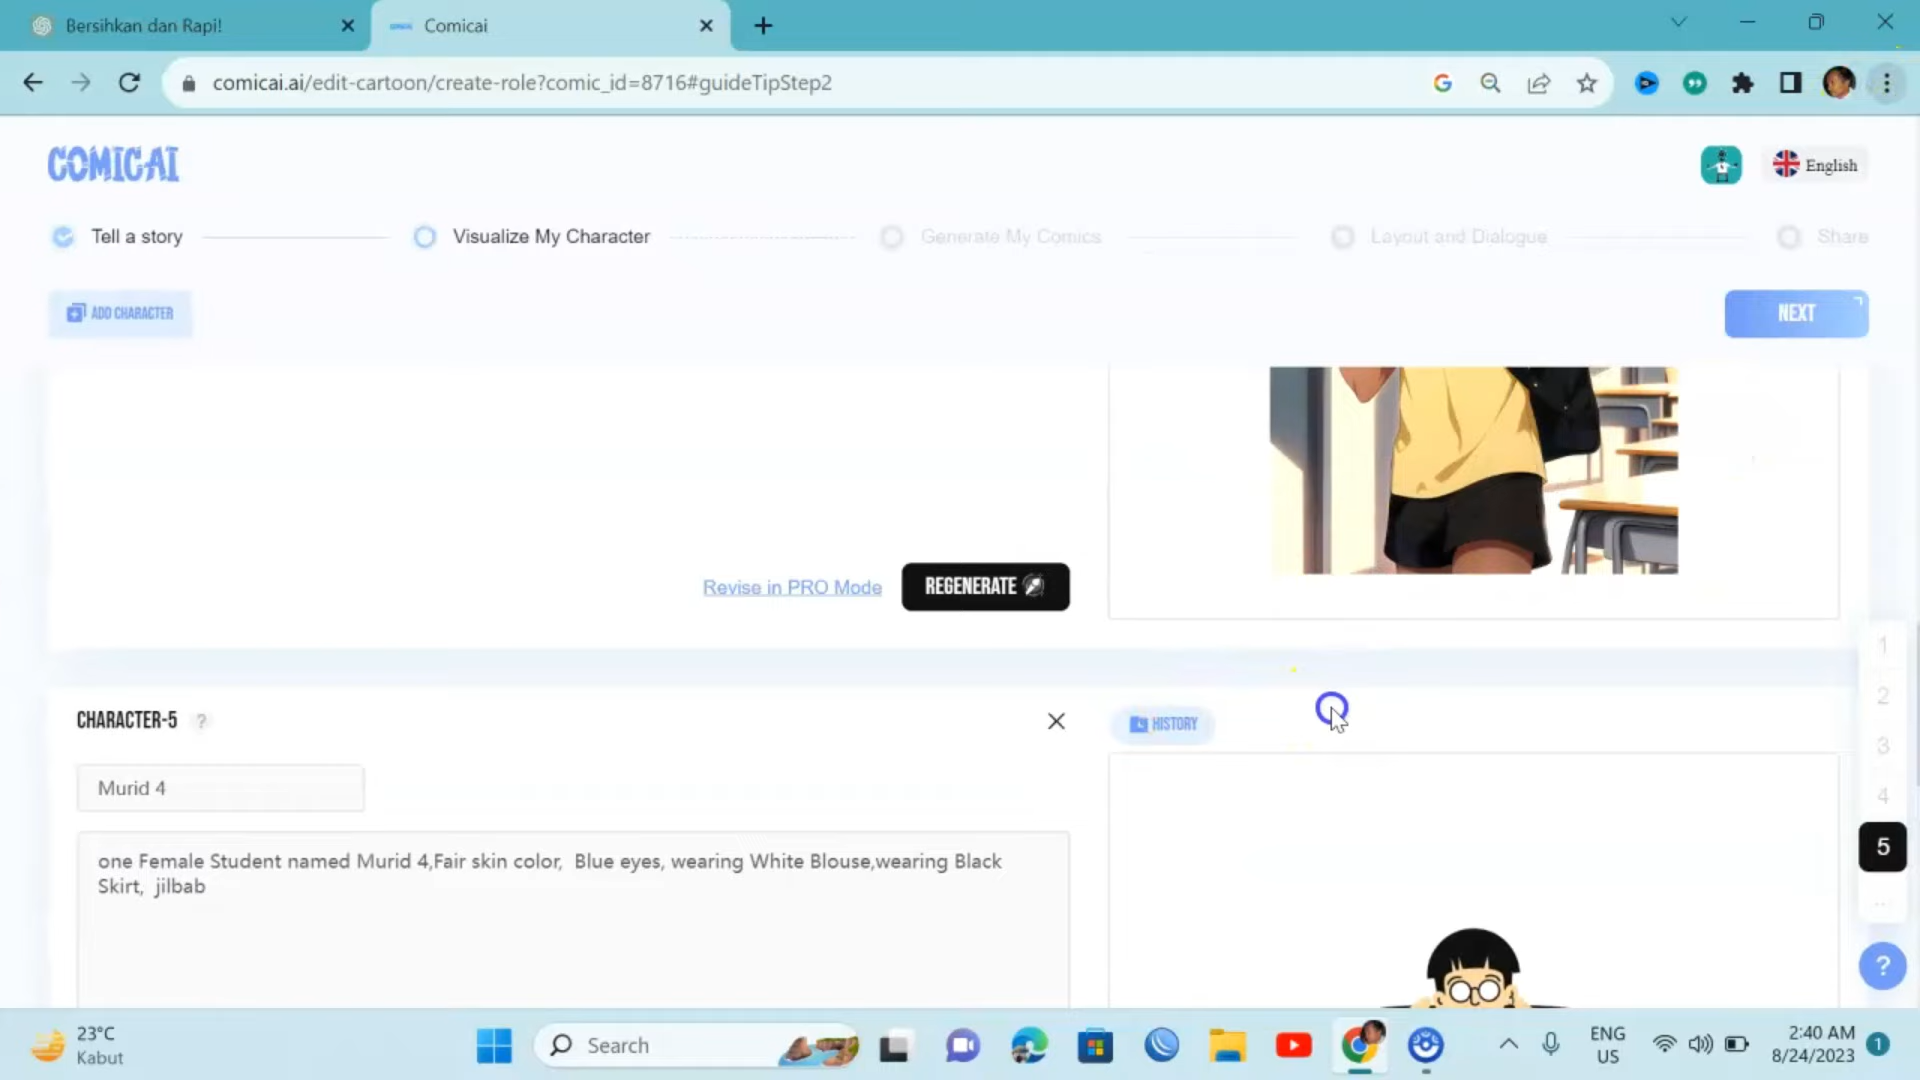 Bersihkan dan Rapi!
Comicai
comicai.ai/edit-cartoon/create-role?comic_id=8716#guideTipStep2
COMICAI
English
Tell a story
Visualize My Character
Generate My Comics
Layout and Dialogue
Share
ADD CHARACTER
NEXT
Revise in PRO Mode
REGENERATE
1
2
3
4
5
CHARACTER-5 ?
HISTORY
Murid 4
one Female Student named Murid 4,Fair skin color,  Blue eyes, wearing White Blouse,wearing Black
Skirt,  jilbab
?
23°C
Kabut
Search
ENG
US
2:40 AM
8/24/2023
1